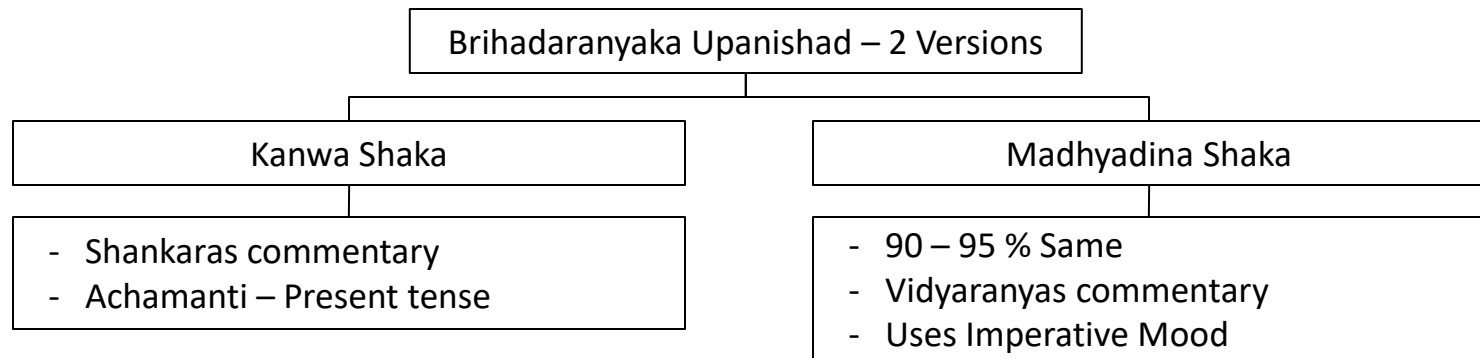 Brihadaranyaka Upanishad – 2 Versions
Kanwa Shaka
- Shankaras commentary
- Achamanti – Present tense
Madhyadina Shaka
- 90 – 95 % Same
- Vidyaranyas commentary
- Uses Imperative Mood